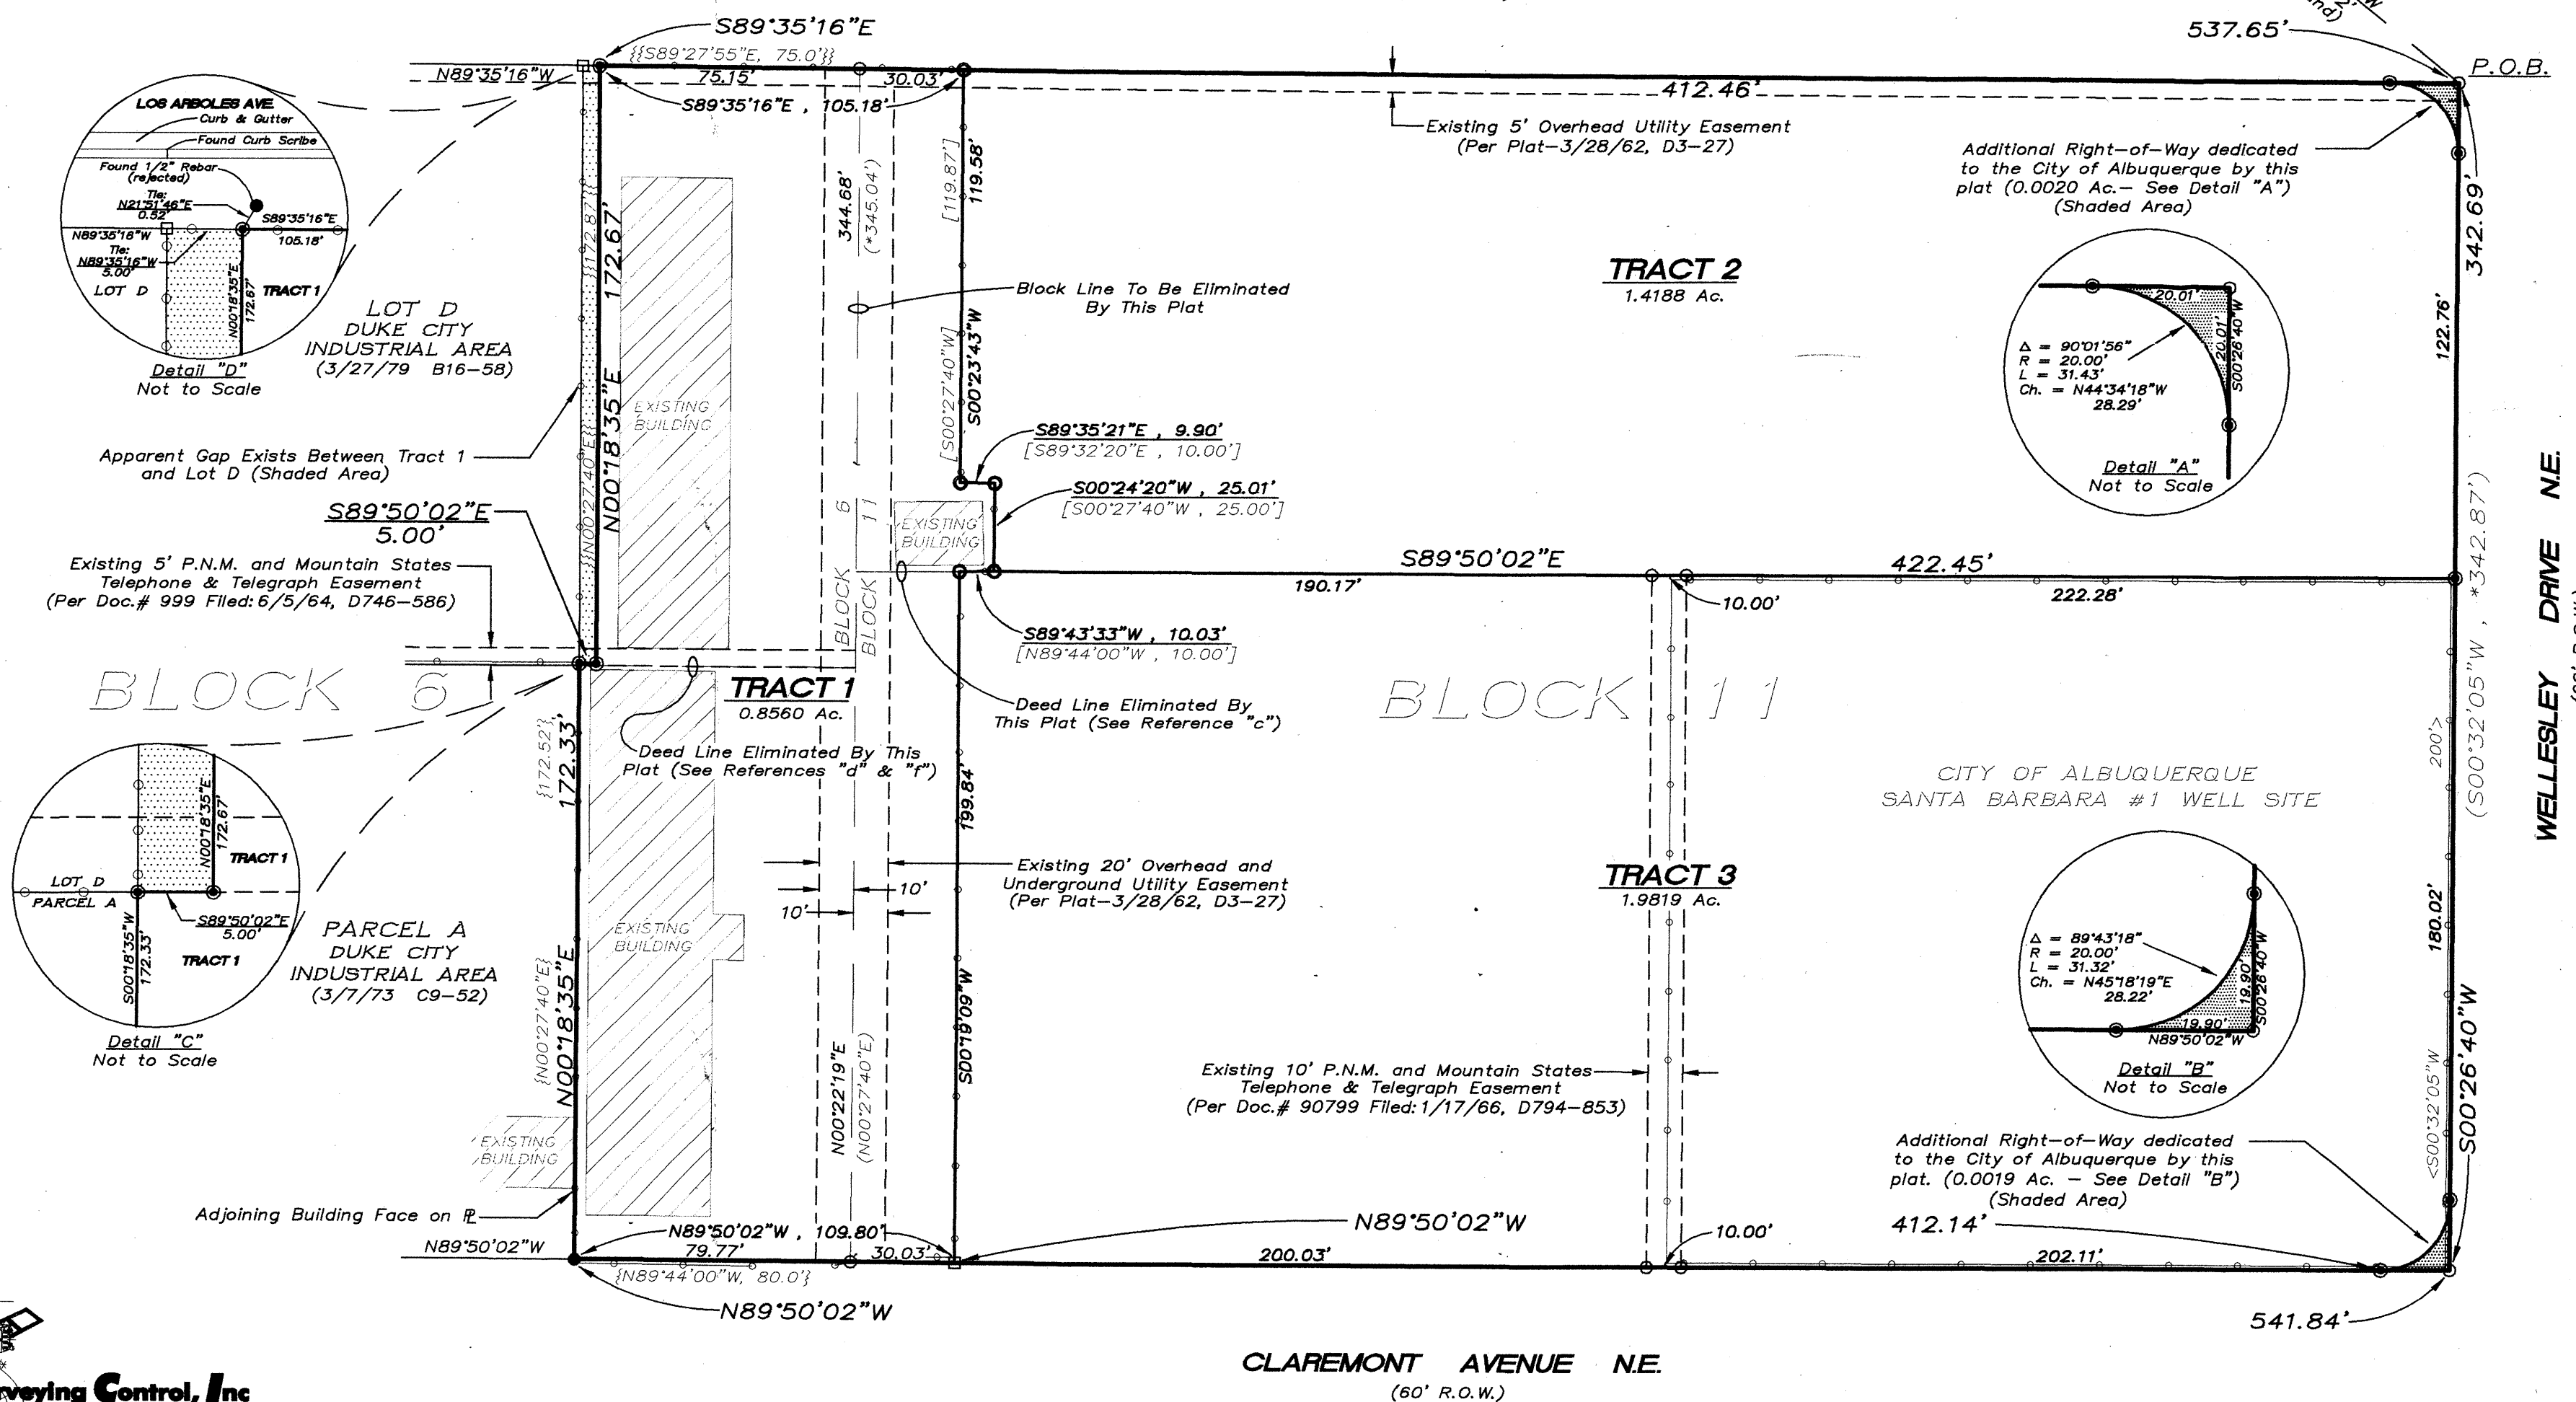 S89°35'16"E
{{S89°27'55"E, 75.0'}}
N89°35'16"W
75.15'
30.03'
S89°35'16"E , 105.18'
412.46'
537.65'
P.O.B.
Existing 5' Overhead Utility Easement
(Per Plat-3/28/62, D3-27)
Additional Right-of-Way dedicated
to the City of Albuquerque by this
plat (0.0020 Ac.- See Detail "A")
(Shaded Area)
342.69'
122.76'
LOS ARBOLES AVE.
Curb & Gutter
Found Curb Scribe
Found 1/2" Rebar
(rejected)
Tie:
N21°51'46"E
0.52'
S89°35'16"E
105.18'
N89°35'16"W
Tie:
N89°35'16"W
5.00'
LOT D
N00°18'35"E
172.67'
TRACT 1
Detail "D"
Not to Scale
LOT D
DUKE CITY
INDUSTRIAL AREA
(3/27/79 B16-58)
{{N00°27'40"E}}
{{172.87'}}
N00°18'35"E
172.67'
EXISTING
BUILDING
344.68'
(*345.04')
[119.87']
119.58'
[S00°27'40"W]
S00°23'43"W
Block Line To Be Eliminated
By This Plat
TRACT 2
1.4188 Ac.
20.01'
20.01'
S00°26'40"W
Δ = 90°01'56"
R = 20.00'
L = 31.43'
Ch. = N44°34'18"W
28.29'
Detail "A"
Not to Scale
Apparent Gap Exists Between Tract 1
and Lot D (Shaded Area)
S89°50'02"E
5.00'
Existing 5' P.N.M. and Mountain States
Telephone & Telegraph Easement
(Per Doc.# 999 Filed: 6/5/64, D746-586)
S89°35'21"E , 9.90'
[S89°32'20"E , 10.00']
S00°24'20"W , 25.01'
[S00°27'40"W , 25.00']
EXISTING
BUILDING
BLOCK 6
BLOCK 11
S89°43'33"W , 10.03'
[N89°44'00"W , 10.00']
S89°50'02"E
422.45'
190.17'
10.00'
222.28'
(S00°32'05"W , *342.87')
WELLESLEY DRIVE N.E.
BLOCK 6
TRACT 1
0.8560 Ac.
Deed Line Eliminated By
This Plat (See Reference "c")
Deed Line Eliminated By This
Plat (See References "d" & "f")
BLOCK 11
CITY OF ALBUQUERQUE
SANTA BARBARA #1 WELL SITE
200'>
{172.52'}
172.33'
199.84'
N00°18'35"E
172.67'
TRACT 1
LOT D
PARCEL A
S89°50'02"E
5.00'
S00°18'35"W
172.33'
TRACT 1
Detail "C"
Not to Scale
PARCEL A
DUKE CITY
INDUSTRIAL AREA
(3/7/73 C9-52)
{N00°27'40"E}
N00°18'35"E
EXISTING
BUILDING
10'
10'
Existing 20' Overhead and
Underground Utility Easement
(Per Plat-3/28/62, D3-27)
TRACT 3
1.9819 Ac.
180.02'
Δ = 89°43'18"
R = 20.00'
L = 31.32'
Ch. = N45°18'19"E
28.22'
19.90'
S00°26'40"W
19.90'
N89°50'02"W
Detail "B"
Not to Scale
N00°22'19"E
(N00°27'40"E)
S00°19'09"W
Existing 10' P.N.M. and Mountain States
Telephone & Telegraph Easement
(Per Doc.# 90799 Filed: 1/17/66, D794-853)
<S00°32'05"W
S00°26'40"W
EXISTING
BUILDING
Additional Right-of-Way dedicated
to the City of Albuquerque by this
plat. (0.0019 Ac. - See Detail "B")
(Shaded Area)
Adjoining Building Face on PL
N89°50'02"W
N89°50'02"W , 109.80'
79.77'
30.03'
{N89°44'00"W, 80.0'}
N89°50'02"W
N89°50'02"W
200.03'
10.00'
412.14'
202.11'
541.84'
CLAREMONT AVENUE N.E.
(60' R.O.W.)
veying Control, Inc